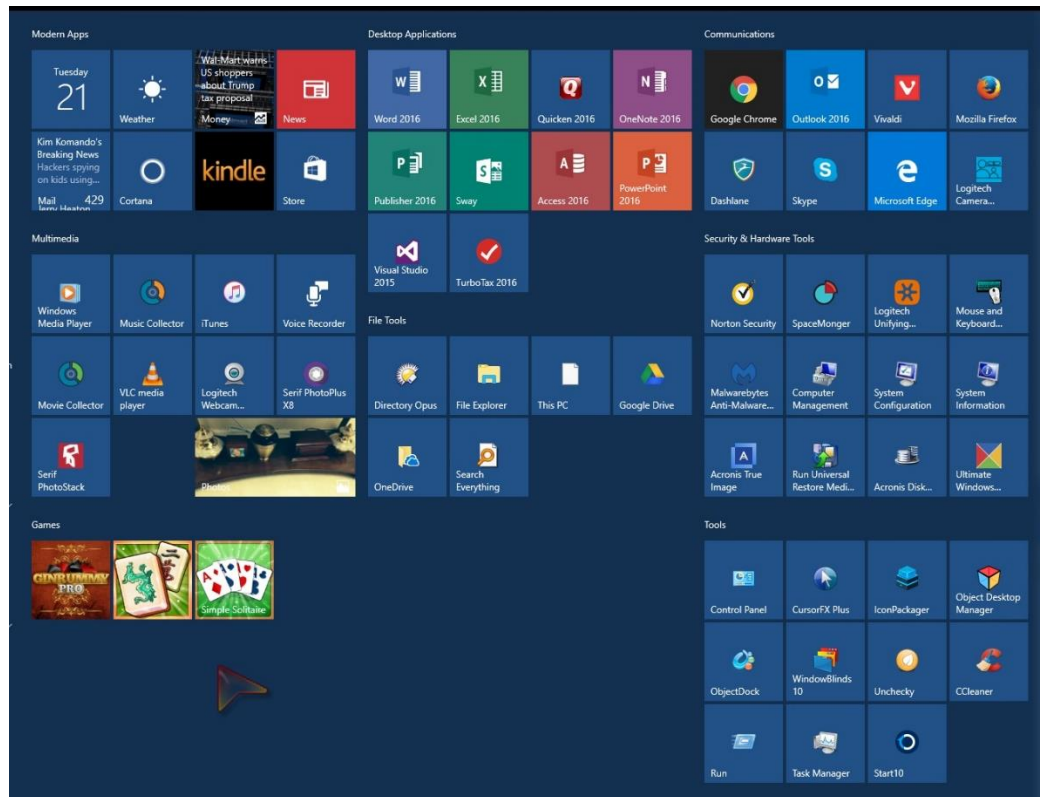 Modern Apps
Tuesday
21
Weather
Wal-Mart warns
US shoppers
about Trump
tax proposal
Money
News
Kim Komando's
Breaking News
Hackers spying
on kids using...
Mail 429
Jerry Heaton
Cortana
kindle
Store
Multimedia
Windows
Media Player
Music Collector
iTunes
Voice Recorder
Movie Collector
VLC media
player
Logitech
Webcam...
Serif PhotoPlus
X8
Serif
PhotoStack
Photos
Games
GINRUMMY
PRO
Simple Solitaire
Desktop Applications
Word 2016
Excel 2016
Quicken 2016
OneNote 2016
Publisher 2016
Sway
Access 2016
PowerPoint
2016
Visual Studio
2015
TurboTax 2016
File Tools
Directory Opus
File Explorer
This PC
Google Drive
OneDrive
Search
Everything
Communications
Google Chrome
Outlook 2016
Vivaldi
Mozilla Firefox
Dashlane
Skype
Microsoft Edge
Logitech
Camera...
Security & Hardware Tools
Norton Security
SpaceMonger
Logitech
Unifying...
Mouse and
Keyboard...
Malwarebytes
Anti-Malware...
Computer
Management
System
Configuration
System
Information
Acronis True
Image
Run Universal
Restore Medi...
Acronis Disk...
Ultimate
Windows...
Tools
Control Panel
CursorFX Plus
IconPackager
Object Desktop
Manager
ObjectDock
WindowBlinds
10
Unchecky
CCleaner
Run
Task Manager
Start10